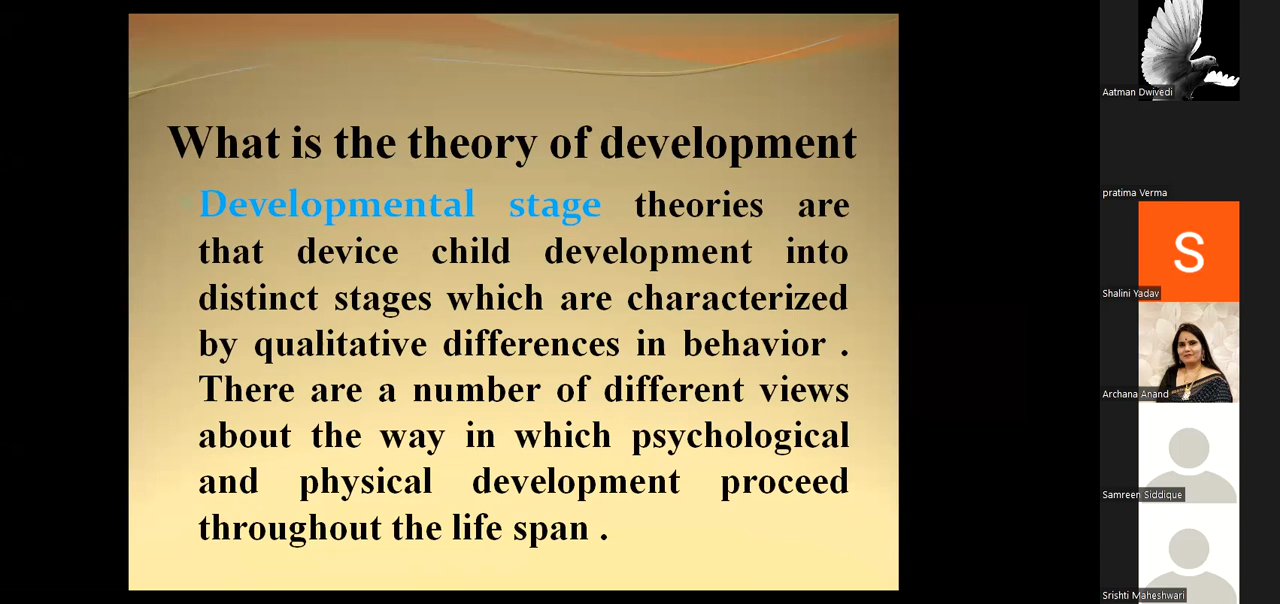 What is the theory of development
Developmental stage theories are
that device child development into
distinct stages which are characterized
by qualitative differences in behavior .
There are a number of different views
about the way in which psychological
and physical development proceed
throughout the life span .
Aatman Dwivedi
pratima Verma
S
Shalini Yadav
Archana Anand
Samreen Siddique
Srishti Maheshwari